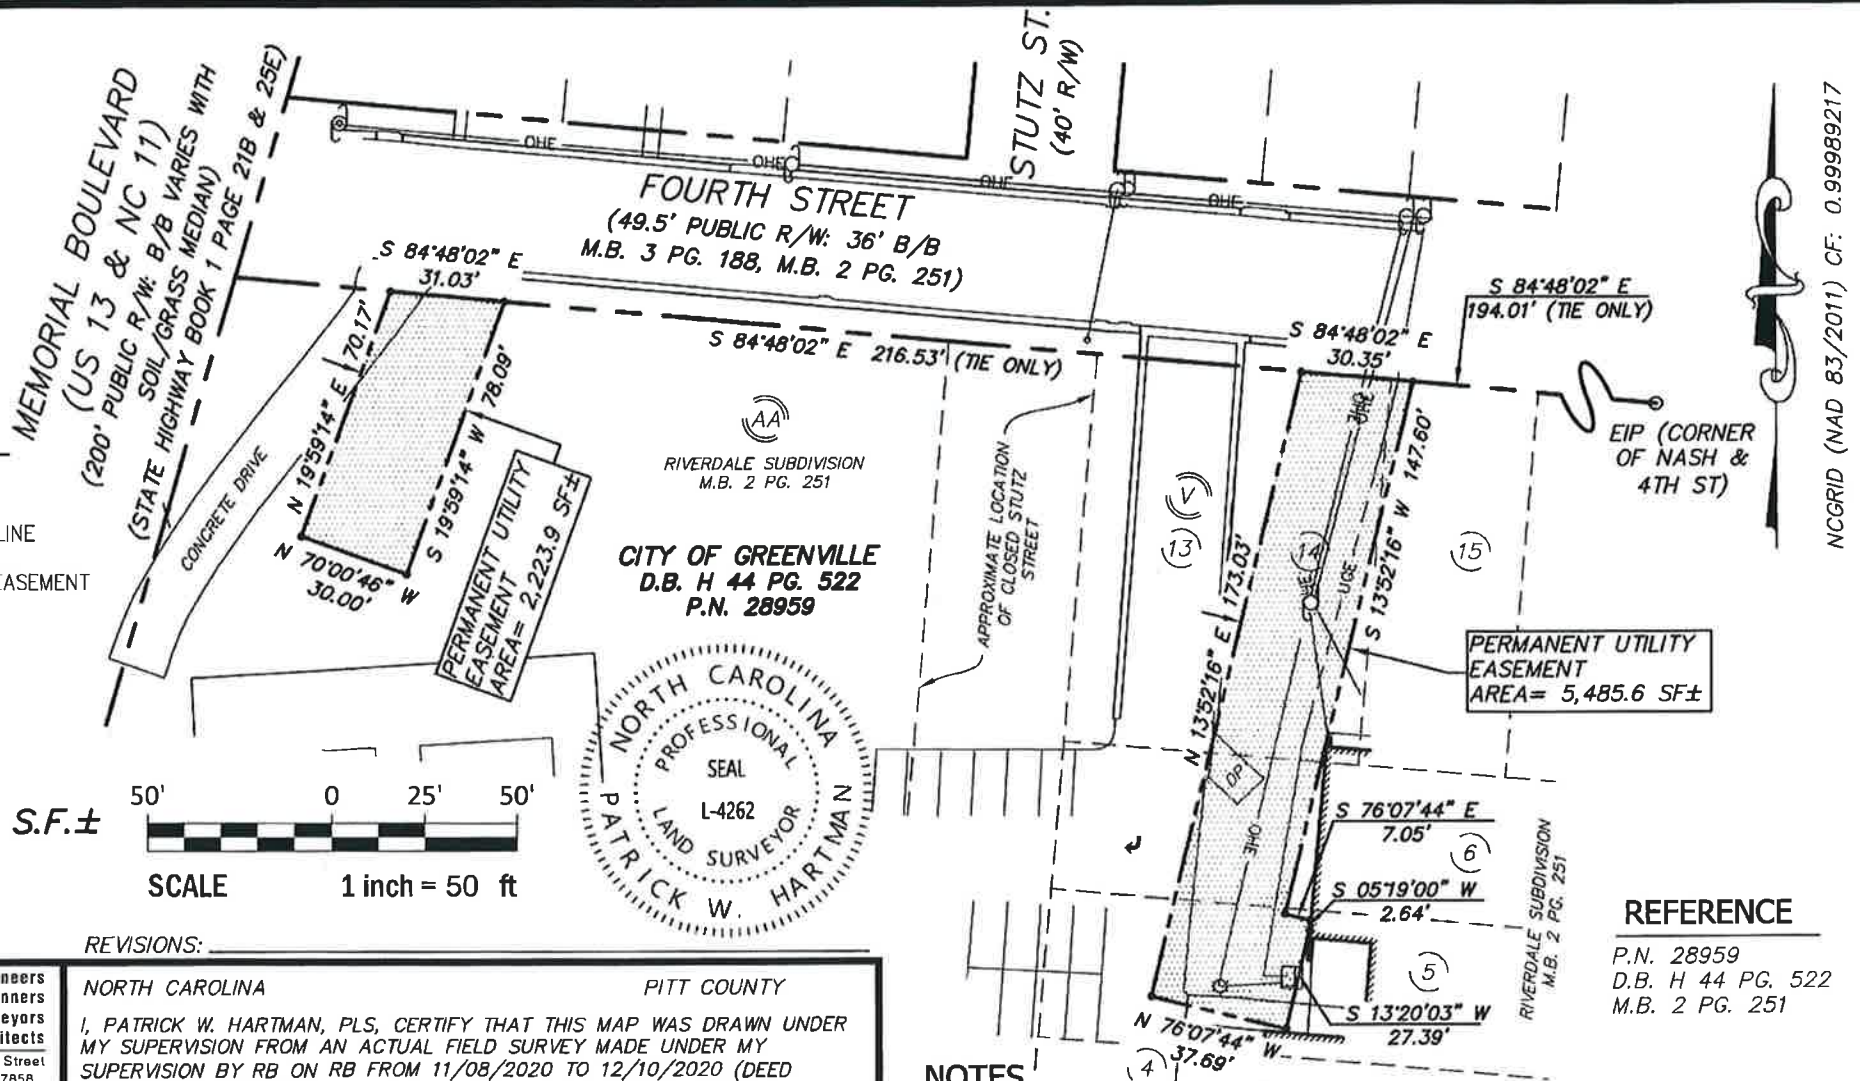 MEMORIAL BOULEVARD
(US 13 & NC 11)
(200' PUBLIC R/W: B/B VARIES WITH
SOIL/GRASS MEDIAN)
(STATE HIGHWAY BOOK 1 PAGE 21B & 25E)
STUTZ ST.
(40' R/W)
OHE
OHE
OHE
OHE
FOURTH STREET
(49.5' PUBLIC R/W: 36' B/B
M.B. 3 PG. 188, M.B. 2 PG. 251)
NCGRID (NAD 83/2011) CF: 0.99989217
S 84°48'02" E
31.03'
S 84°48'02" E 216.53' (TIE ONLY)
S 84°48'02" E
30.35'
S 84°48'02" E
194.01' (TIE ONLY)
EIP (CORNER
OF NASH &
4TH ST)
N 19°59'14" E 70.17'
S 19°59'14" W 78.09'
N 70°00'46" W
30.00'
CONCRETE DRIVE
PERMANENT UTILITY
EASEMENT
AREA= 2,223.9 SF±
AA
RIVERDALE SUBDIVISION
M.B. 2 PG. 251
CITY OF GREENVILLE
D.B. H 44 PG. 522
P.N. 28959
APPROXIMATE LOCATION
OF CLOSED STUTZ
STREET
V
13
14
15
OHE
UGE
N 13°52'16" E 173.03'
S 13°52'16" W 147.60'
PERMANENT UTILITY
EASEMENT
AREA= 5,485.6 SF±
LINE
EASEMENT
S.F.±
50' 0 25' 50'
SCALE 1 inch = 50 ft
NORTH CAROLINA
PROFESSIONAL
SEAL
L-4262
LAND SURVEYOR
PATRICK W. HARTMAN
DP
OHE
S 76°07'44" E
7.05'
6
S 05°19'00" W
2.64'
5
S 13°20'03" W
27.39'
N 76°07'44" W
37.69'
4
RIVERDALE SUBDIVISION
M.B. 2 PG. 251
REFERENCE
P.N. 28959
D.B. H 44 PG. 522
M.B. 2 PG. 251
NOTES
REVISIONS:
neers
nners
eyors
itects
Street
7858
NORTH CAROLINA PITT COUNTY
I, PATRICK W. HARTMAN, PLS, CERTIFY THAT THIS MAP WAS DRAWN UNDER
MY SUPERVISION FROM AN ACTUAL FIELD SURVEY MADE UNDER MY
SUPERVISION BY RB ON RB FROM 11/08/2020 TO 12/10/2020 (DEED